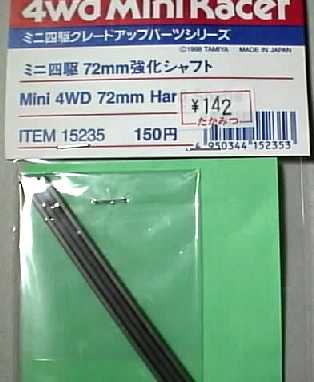 4WD Mini Racer
ミニ四駆グレードアップパーツシリーズ
©1998 TAMIYA MADE IN JAPAN
ミニ四駆 72mm強化シャフト
Mini 4WD 72mm Har
¥142
たかみつ
ITEM 15235 150円
4 950344 152353